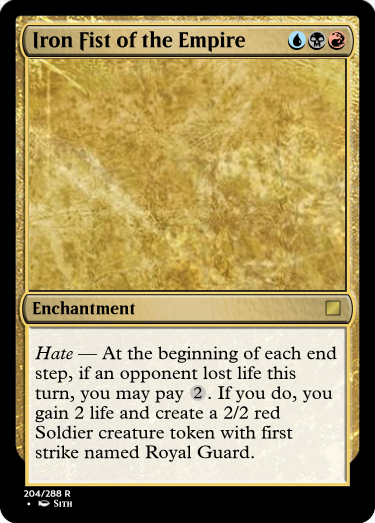 Iron Fist of the Empire
Enchantment
Hate — At the beginning of each end
step, if an opponent lost life this
turn, you may pay 2. If you do, you
gain 2 life and create a 2/2 red
Soldier creature token with first
strike named Royal Guard.
204/288 R
• Sith